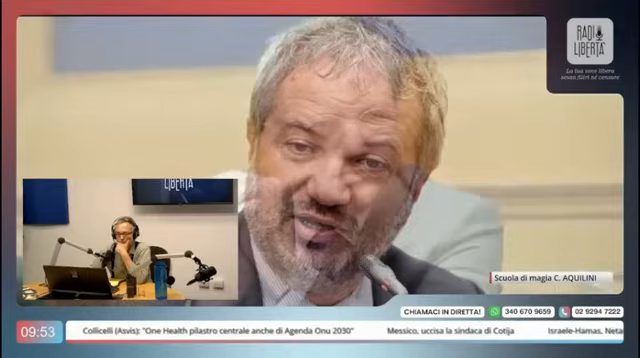 RADIO
LIBERTÀ
La tua voce libera
senza filtri né censure
LIBERTÀ
Scuola di magia C. AQUILINI
CHIAMACI IN DIRETTA!
340 670 9659
02 9294 7222
09:53
Collicelli (Asvis): "One Health pilastro centrale anche di Agenda Onu 2030"
Messico, uccisa la sindaca di Cotija
Israele-Hamas, Neta